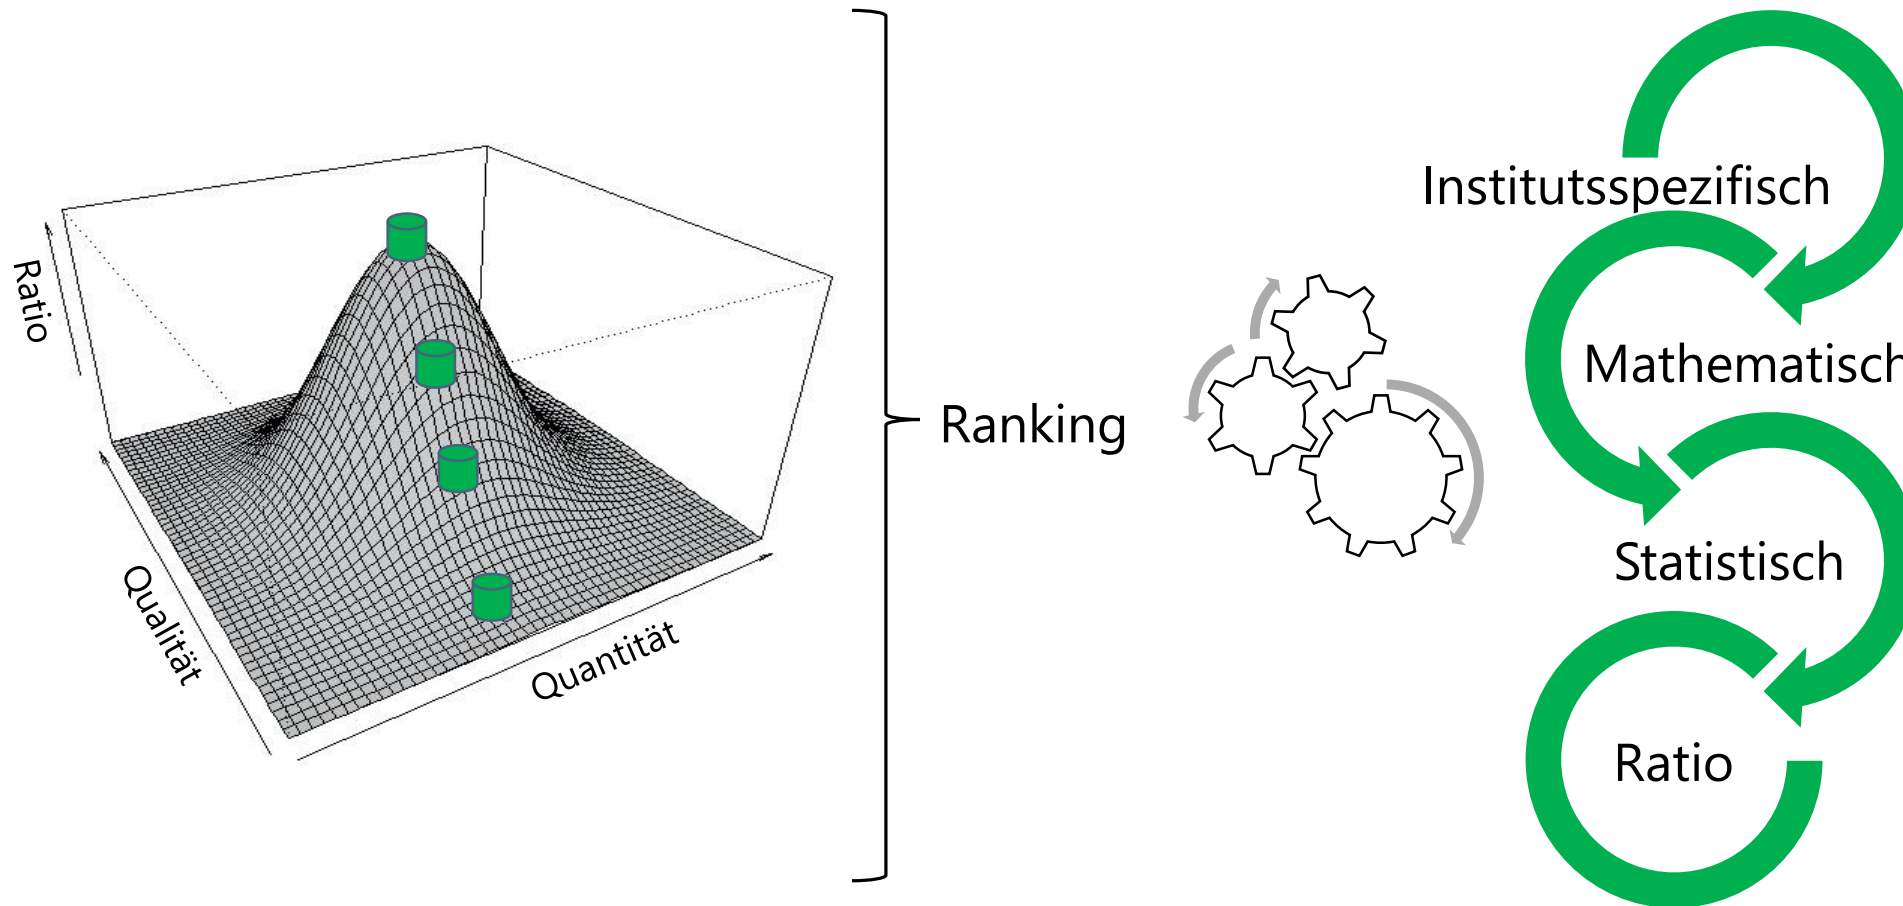 Ratio
Qualität
Quantität
Ranking
Institutsspezifisch
Mathematisch
Statistisch
Ratio